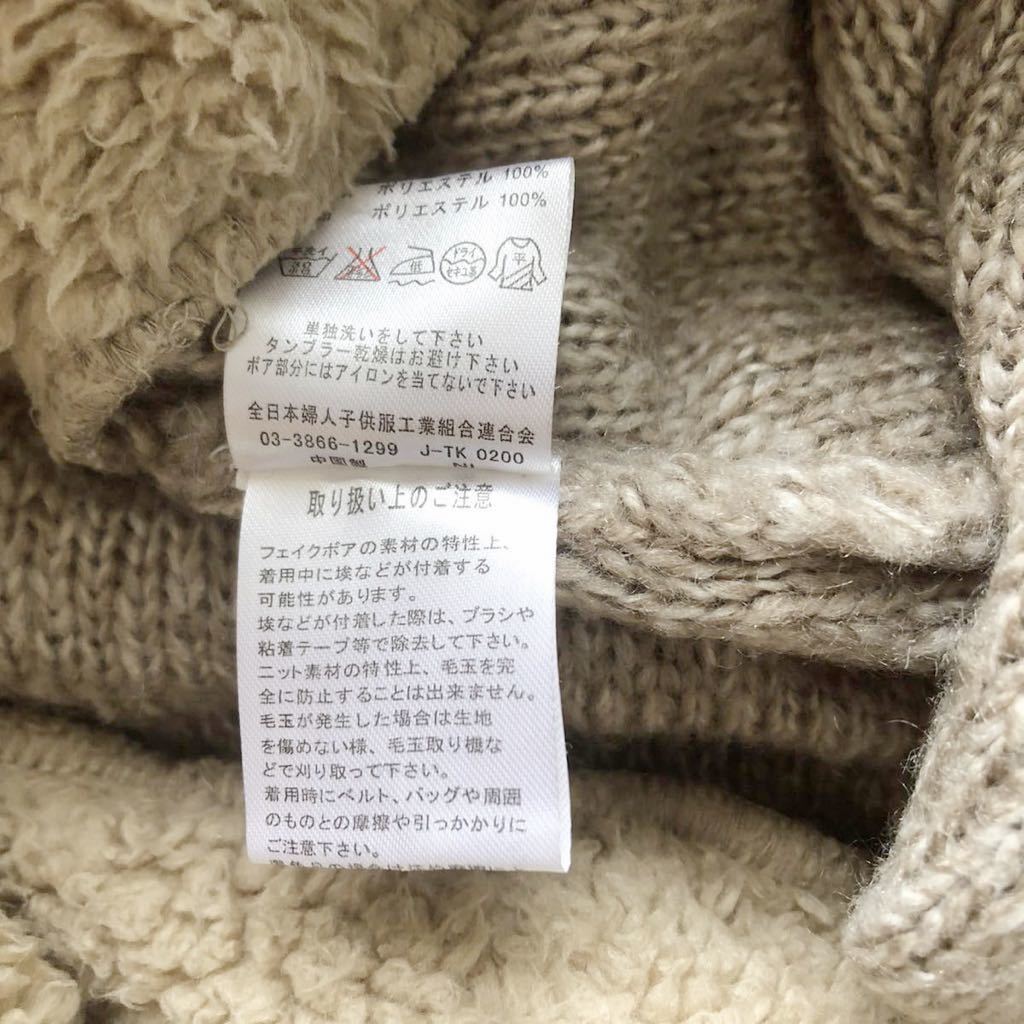 ポリエステル 100%
ポリエステル 100%
低
ドライ
セキユ系
平
単独洗いをして下さい
タンブラー乾燥はお避け下さい
ボア部分にはアイロンを当てないで下さい
全日本婦人子供服工業組合連合会
03-3866-1299 J-TK 0200
中国製
取り扱い上のご注意
フェイクボアの素材の特性上、
着用中に埃などが付着する
可能性があります。
埃などが付着した際は、ブラシや
粘着テープ等で除去して下さい。
ニット素材の特性上、毛玉を完
全に防止することは出来ません。
毛玉が発生した場合は生地
を傷めない様、毛玉取り機な
どで刈り取って下さい。
着用時にベルト、バッグや周囲
のものとの摩擦や引っかかりに
ご注意下さい。